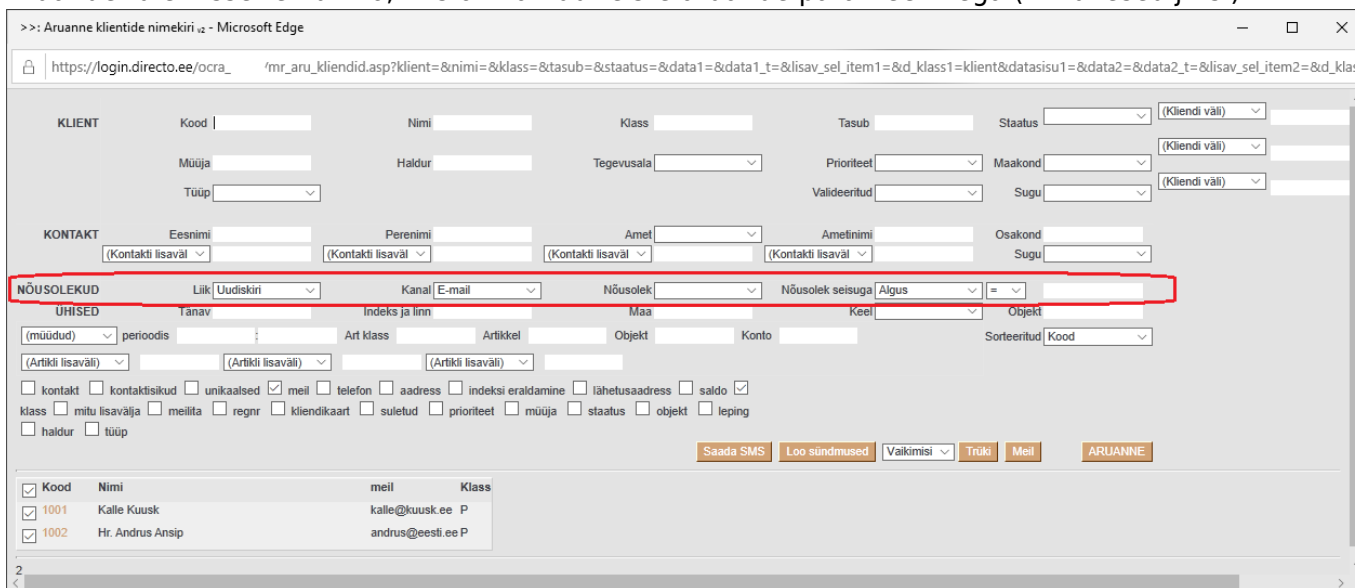 >>: Aruanne klientide nimekiri v2 - Microsoft Edge
https://login.directo.ee/ocra_ /mr_aru_kliendid.asp?klient=&nimi=&klass=&tasub=&staatus=&data1=&data1_t=&lisav_sel_item1=&d_klass1=klient&datasisu1=&data2=&data2_t=&lisav_sel_item2=&d_klas
KLIENT Kood Nimi Klass Tasub Staatus (Kliendi väli)
(Kliendi väli)
Müüja Haldur Tegevusala Prioriteet Maakond
(Kliendi väli)
Tüüp Valideeritud Sugu
KONTAKT Eesnimi Perenimi Amet Ametinimi Osakond
(Kontakti lisaväl (Kontakti lisaväl (Kontakti lisaväl (Kontakti lisaväl Sugu
NÕUSOLEKUD Liik Uudiskiri Kanal E-mail Nõusolek Nõusolek seisuga Algus =
ÜHISED Tänav Indeks ja linn Maa Keel Objekt
(müüdud) perioodis : Art klass Artikkel Objekt Konto Sorteeritud Kood
(Artikli lisaväli) (Artikli lisaväli) (Artikli lisaväli)
kontakt kontaktisikud unikaalsed meil telefon aadress indeksi eraldamine lähetusaadress saldo
klass mitu lisavälja meilita regnr kliendikaart suletud prioriteet müüja staatus objekt leping
haldur tüüp
Saada SMS Loo sündmused Vaikimisi Trüki Meil ARUANNE
Kood Nimi meil Klass
1001 Kalle Kuusk kalle@kuusk.ee P
1002 Hr. Andrus Ansip andrus@eesti.ee P
2